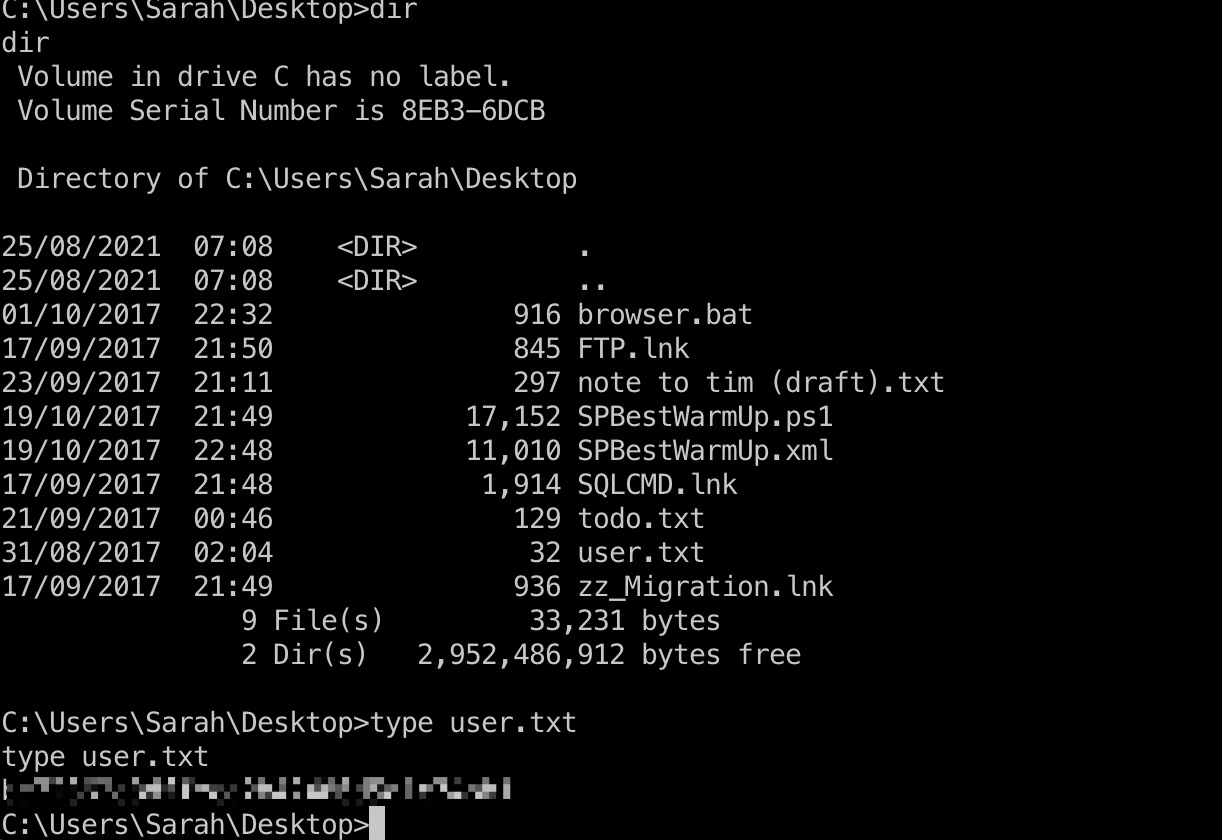 C:\Users\Sarah\Desktop>dir
dir
 Volume in drive C has no label.
 Volume Serial Number is 8EB3-6DCB

 Directory of C:\Users\Sarah\Desktop

25/08/2021  07:08    <DIR>          .
25/08/2021  07:08    <DIR>          ..
01/10/2017  22:32               916 browser.bat
17/09/2017  21:50               845 FTP.lnk
23/09/2017  21:11               297 note to tim (draft).txt
19/10/2017  21:49            17,152 SPBestWarmUp.ps1
19/10/2017  22:48            11,010 SPBestWarmUp.xml
17/09/2017  21:48             1,914 SQLCMD.lnk
21/09/2017  00:46               129 todo.txt
31/08/2017  02:04                32 user.txt
17/09/2017  21:49               936 zz_Migration.lnk
               9 File(s)         33,231 bytes
               2 Dir(s)   2,952,486,912 bytes free

C:\Users\Sarah\Desktop>type user.txt
type user.txt
C:\Users\Sarah\Desktop>